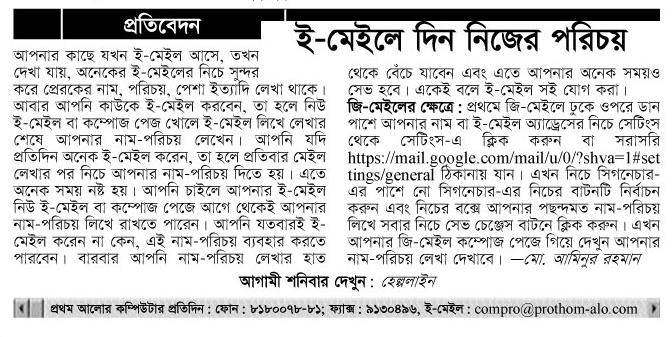 প্রতিবেদন
ই-মেইলে দিন নিজের পরিচয়
আপনার কাছে যখন ই-মেইল আসে, তখন
দেখা যায়, অনেকের ই-মেইলের নিচে সুন্দর
করে প্রেরকের নাম, পরিচয়, পেশা ইত্যাদি লেখা থাকে।
আবার আপনি কাউকে ই-মেইল করবেন, তা হলে নিউ
ই-মেইল বা কম্পোজ পেজ খোলে ই-মেইল লিখে লেখার
শেষে আপনার নাম-পরিচয় লেখেন। আপনি যদি
প্রতিদিন অনেক ই-মেইল করেন, তা হলে প্রতিবার মেইল
লেখার পর নিচে আপনার নাম-পরিচয় দিতে হয়। এতে
অনেক সময় নষ্ট হয়। আপনি চাইলে আপনার ই-মেইল
নিউ ই-মেইল বা কম্পোজ পেজে আগে থেকেই আপনার
নাম-পরিচয় লিখে রাখতে পারেন। আপনি যতবারই ই-
মেইল করেন না কেন, এই নাম-পরিচয় ব্যবহার করতে
পারবেন। বারবার আপনি নাম-পরিচয় লেখার হাত
থেকে বেঁচে যাবেন এবং এতে আপনার অনেক সময়ও
সেভ হবে। একেই বলে ই-মেইল সই যোগ করা।
জি-মেইলের ক্ষেত্রে : প্রথমে জি-মেইলে ঢুকে ওপরে ডান
পাশে আপনার নাম বা ই-মেইল অ্যাড্রেসের নিচে সেটিংস
থেকে সেটিংস-এ ক্লিক করুন বা সরাসরি
https://mail.google.com/mail/u/0/?shva=1#set
tings/general ঠিকানায় যান। এখন নিচে সিগনেচার-
এর পাশে নো সিগনেচার-এর নিচের বাটনটি নির্বাচন
করুন এবং নিচের বক্সে আপনার পছন্দমত নাম-পরিচয়
লিখে সবার নিচে সেভ চেঞ্জেস বাটনে ক্লিক করুন। এখন
আপনার জি-মেইল কম্পোজ পেজে গিয়ে দেখুন আপনার
নাম-পরিচয় লেখা দেখাবে। —মো. আমিনুর রহমান
আগামী শনিবার দেখুন : হেল্পলাইন
প্রথম আলোর কম্পিউটার প্রতিদিন : ফোন : ৮১৮০০৭৮-৮১; ফ্যাক্স : ৯১৩০৪৯৬, ই-মেইল : compro@prothom-alo.com